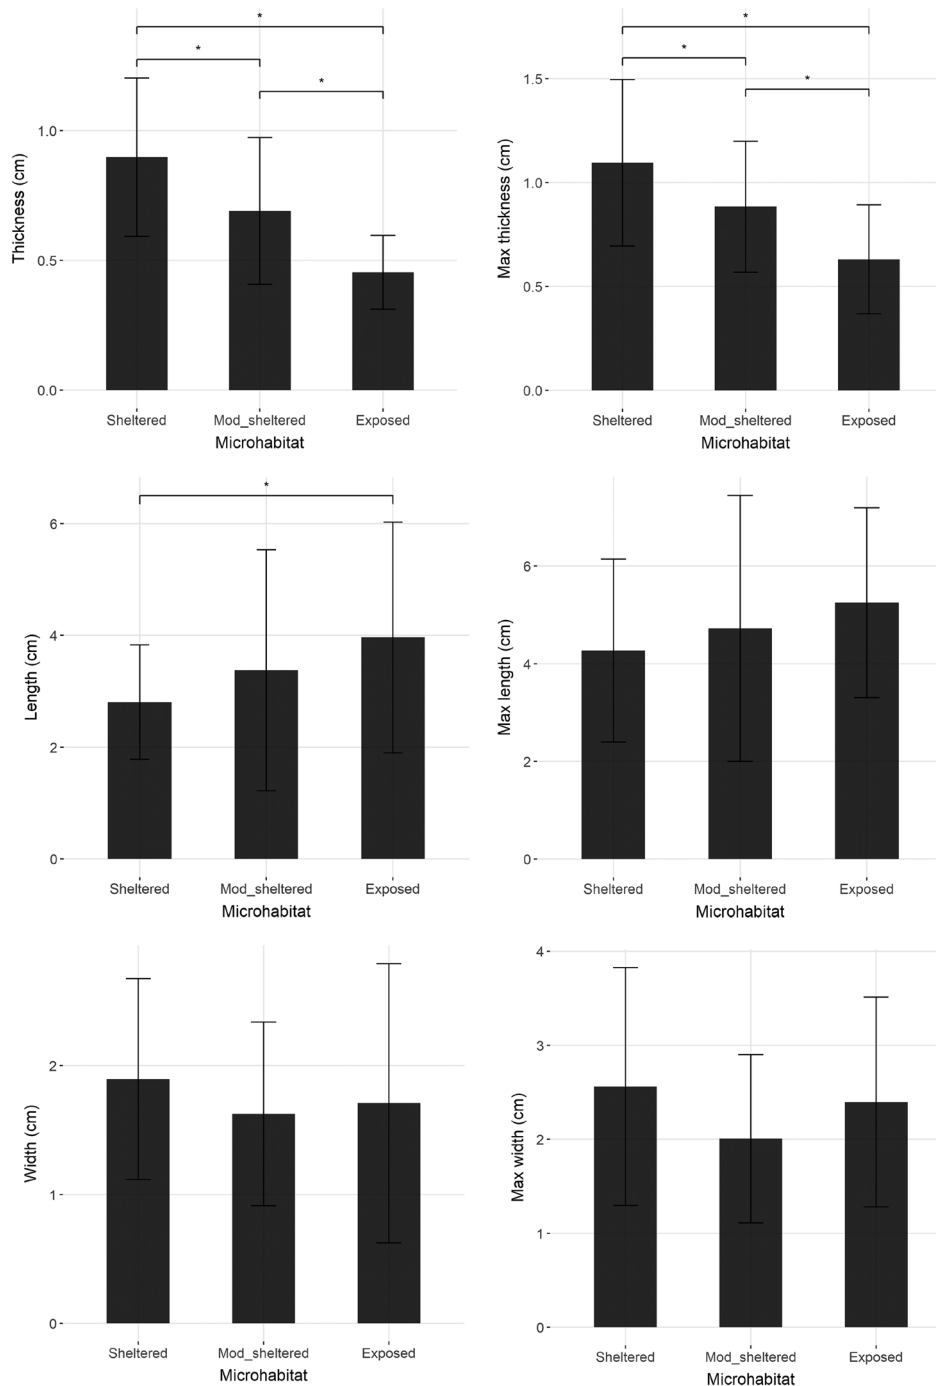 *
*
*
1.0
0.5
0.0
Thickness (cm)
Sheltered Mod_sheltered Exposed
Microhabitat
*
*
*
1.5
1.0
0.5
0.0
Max thickness (cm)
Sheltered Mod_sheltered Exposed
Microhabitat
*
6
4
2
0
Length (cm)
Sheltered Mod_sheltered Exposed
Microhabitat
6
4
2
0
Max length (cm)
Sheltered Mod_sheltered Exposed
Microhabitat
2
1
0
Width (cm)
Sheltered Mod_sheltered Exposed
Microhabitat
4
3
2
1
0
Max width (cm)
Sheltered Mod_sheltered Exposed
Microhabitat